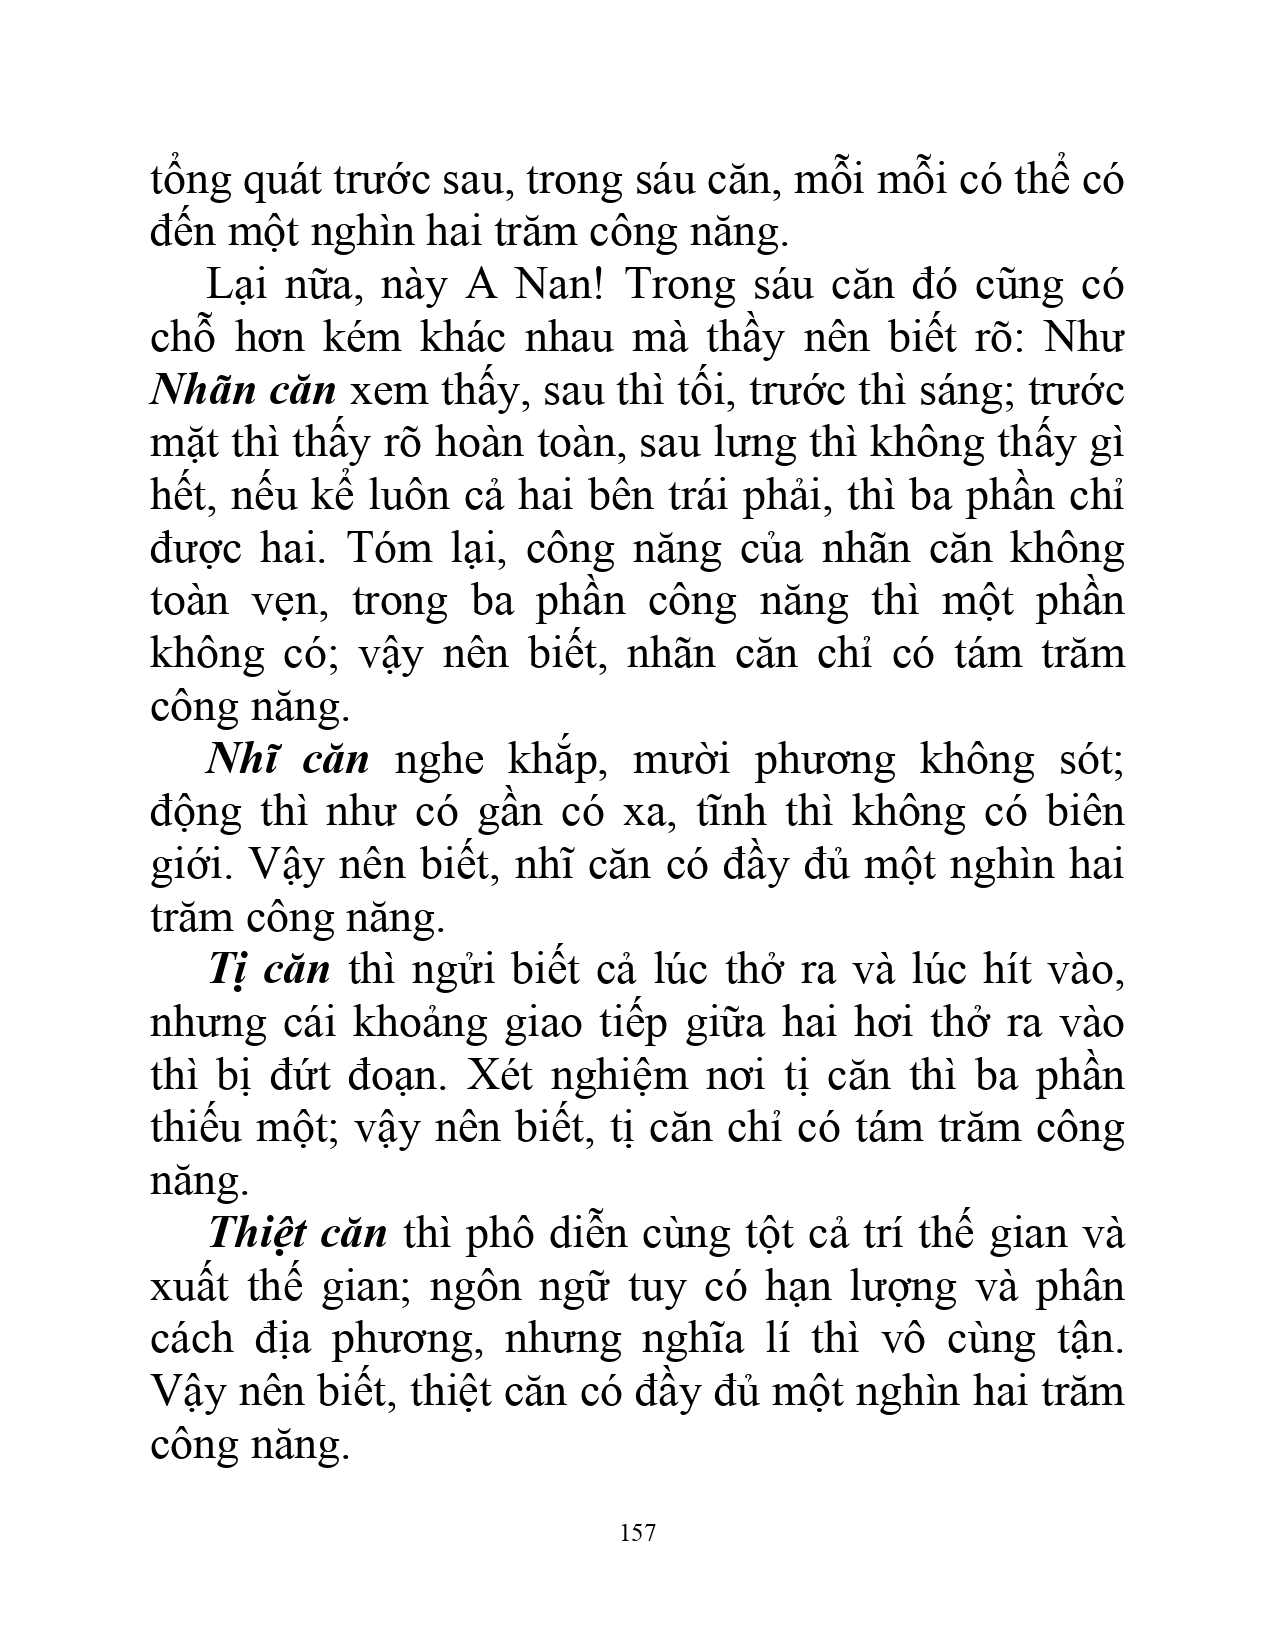 tổng quát trước sau, trong sáu căn, mỗi mỗi có thể có
đến một nghìn hai trăm công năng.
Lại nữa, này A Nan! Trong sáu căn đó cũng có
chỗ hơn kém khác nhau mà thầy nên biết rõ: Như
Nhãn căn xem thấy, sau thì tối, trước thì sáng; trước
mặt thì thấy rõ hoàn toàn, sau lưng thì không thấy gì
hết, nếu kể luôn cả hai bên trái phải, thì ba phần chỉ
được hai. Tóm lại, công năng của nhãn căn không
toàn vẹn, trong ba phần công năng thì một phần
không có; vậy nên biết, nhãn căn chỉ có tám trăm
công năng.
Nhĩ căn nghe khắp, mười phương không sót;
động thì như có gần có xa, tĩnh thì không có biên
giới. Vậy nên biết, nhĩ căn có đầy đủ một nghìn hai
trăm công năng.
Tị căn thì ngửi biết cả lúc thở ra và lúc hít vào,
nhưng cái khoảng giao tiếp giữa hai hơi thở ra vào
thì bị đứt đoạn. Xét nghiệm nơi tị căn thì ba phần
thiếu một; vậy nên biết, tị căn chỉ có tám trăm công
năng.
Thiệt căn thì phô diễn cùng tột cả trí thế gian và
xuất thế gian; ngôn ngữ tuy có hạn lượng và phân
cách địa phương, nhưng nghĩa lí thì vô cùng tận.
Vậy nên biết, thiệt căn có đầy đủ một nghìn hai trăm
công năng.
157